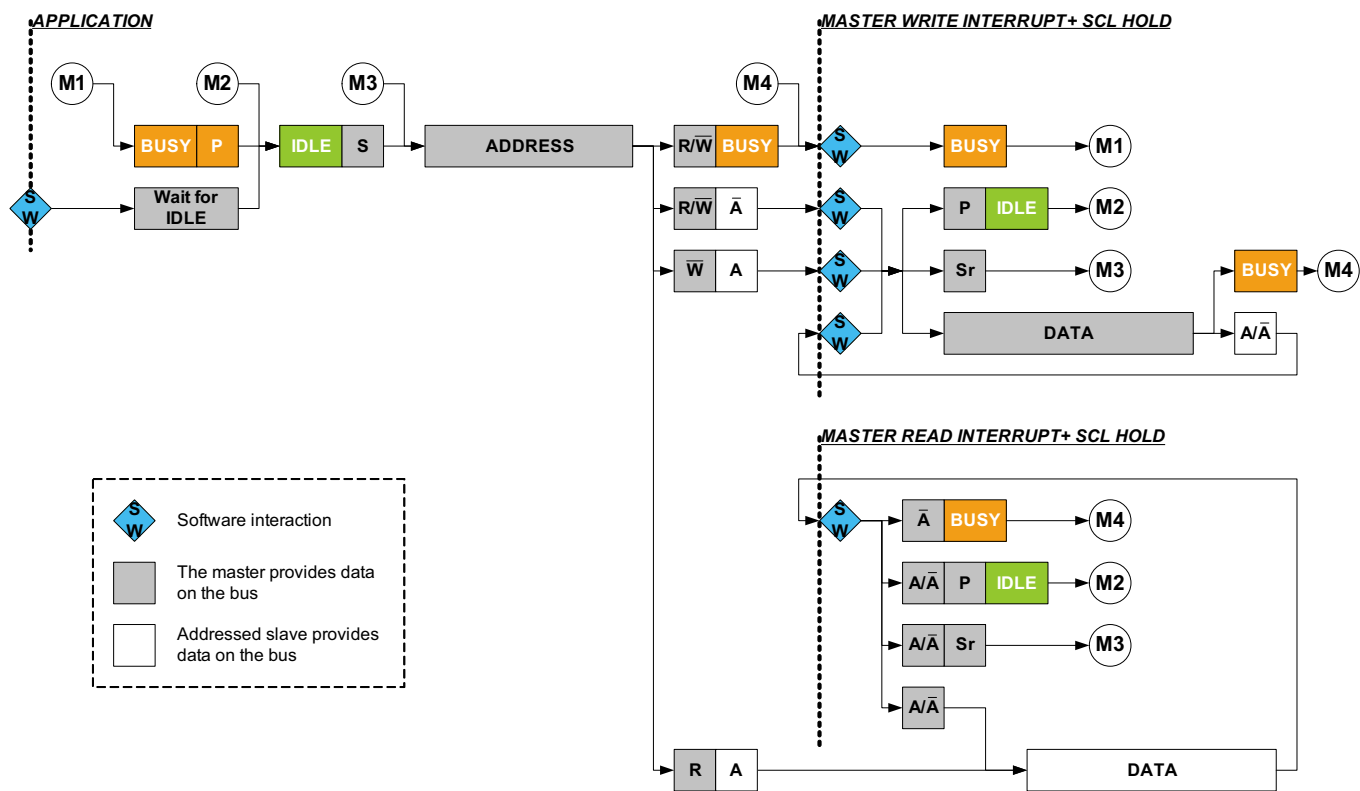 APPLICATION
MASTER WRITE INTERRUPT+ SCL HOLD
M1
M2
M3
M4
BUSY P
IDLE S
ADDRESS
R/W̅ BUSY
S
W
BUSY
M1
S
W
Wait for
IDLE
R/W̅ A̅
S
W
P IDLE
M2
W̅ A
S
W
Sr
M3
BUSY
M4
S
W
DATA
A/A̅
MASTER READ INTERRUPT+ SCL HOLD
S
W
Software interaction
The master provides data
on the bus
Addressed slave provides
data on the bus
S
W
A̅ BUSY
M4
A/A̅ P IDLE
M2
A/A̅ Sr
M3
A/A̅
R A
DATA